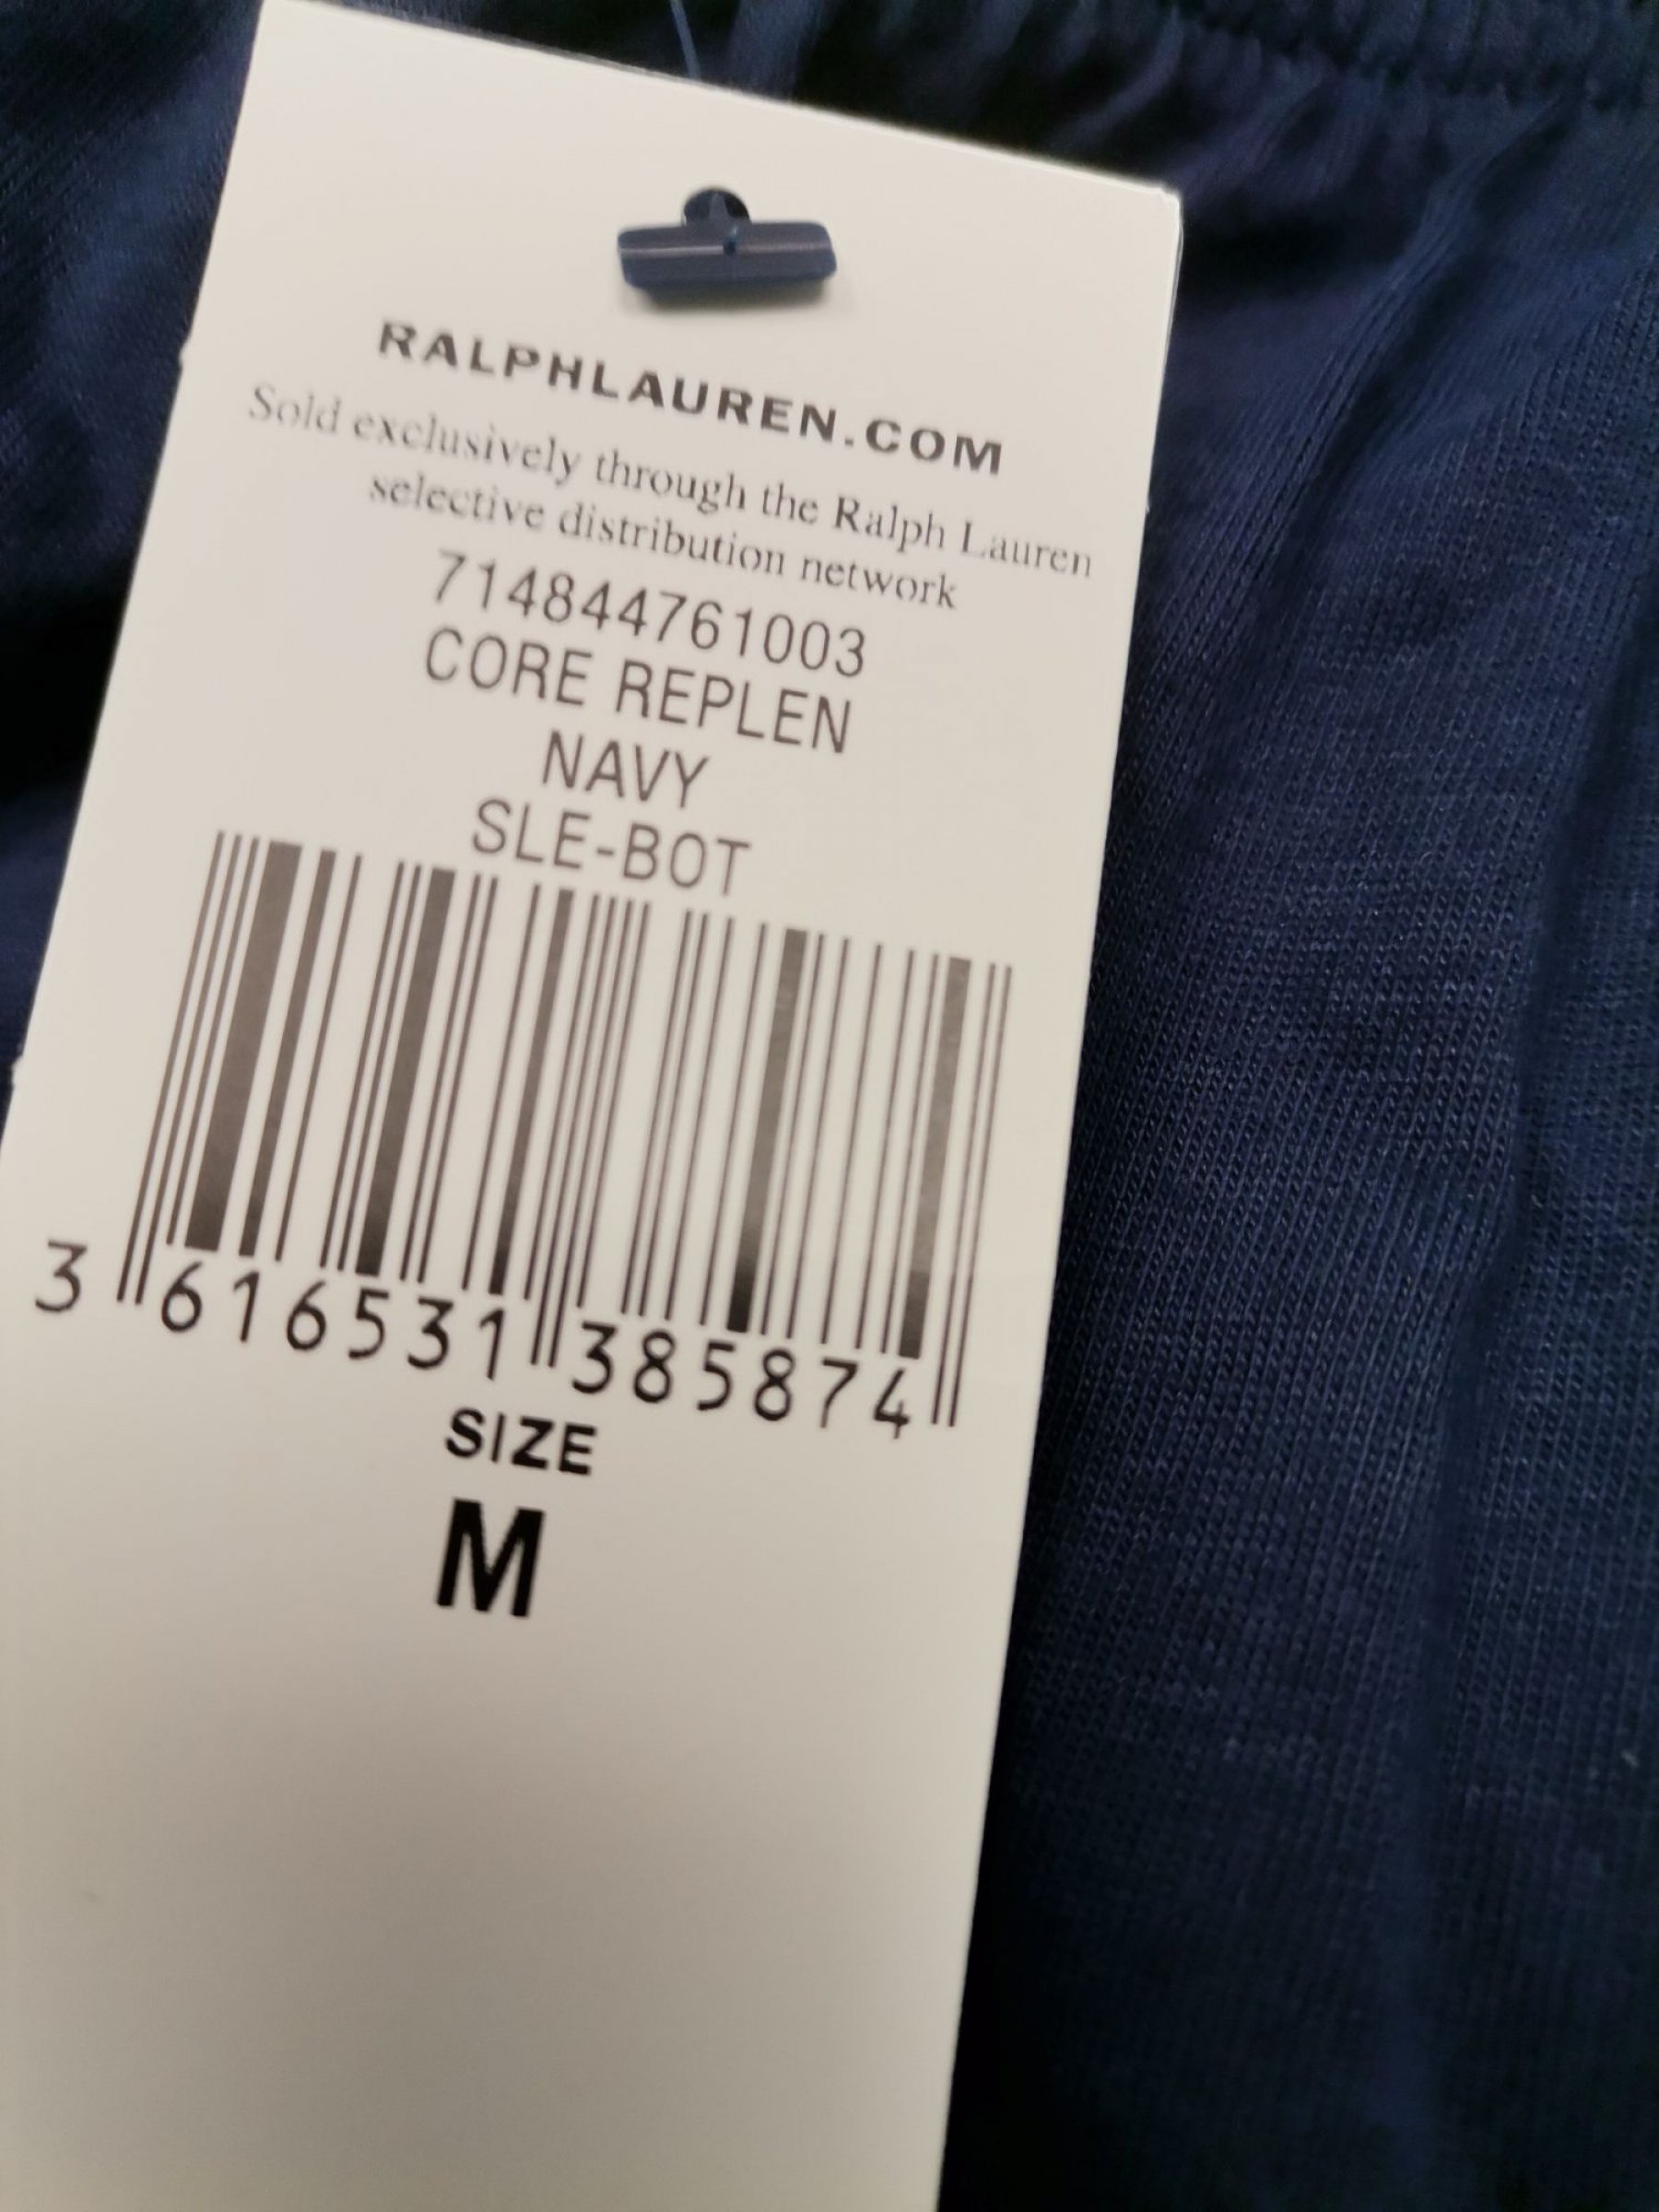 RALPHLAUREN.COM
Sold exclusively through the Ralph Lauren
selective distribution network
714844761003
CORE REPLEN
NAVY
SLE-BOT
3 616531 385874
SIZE
M